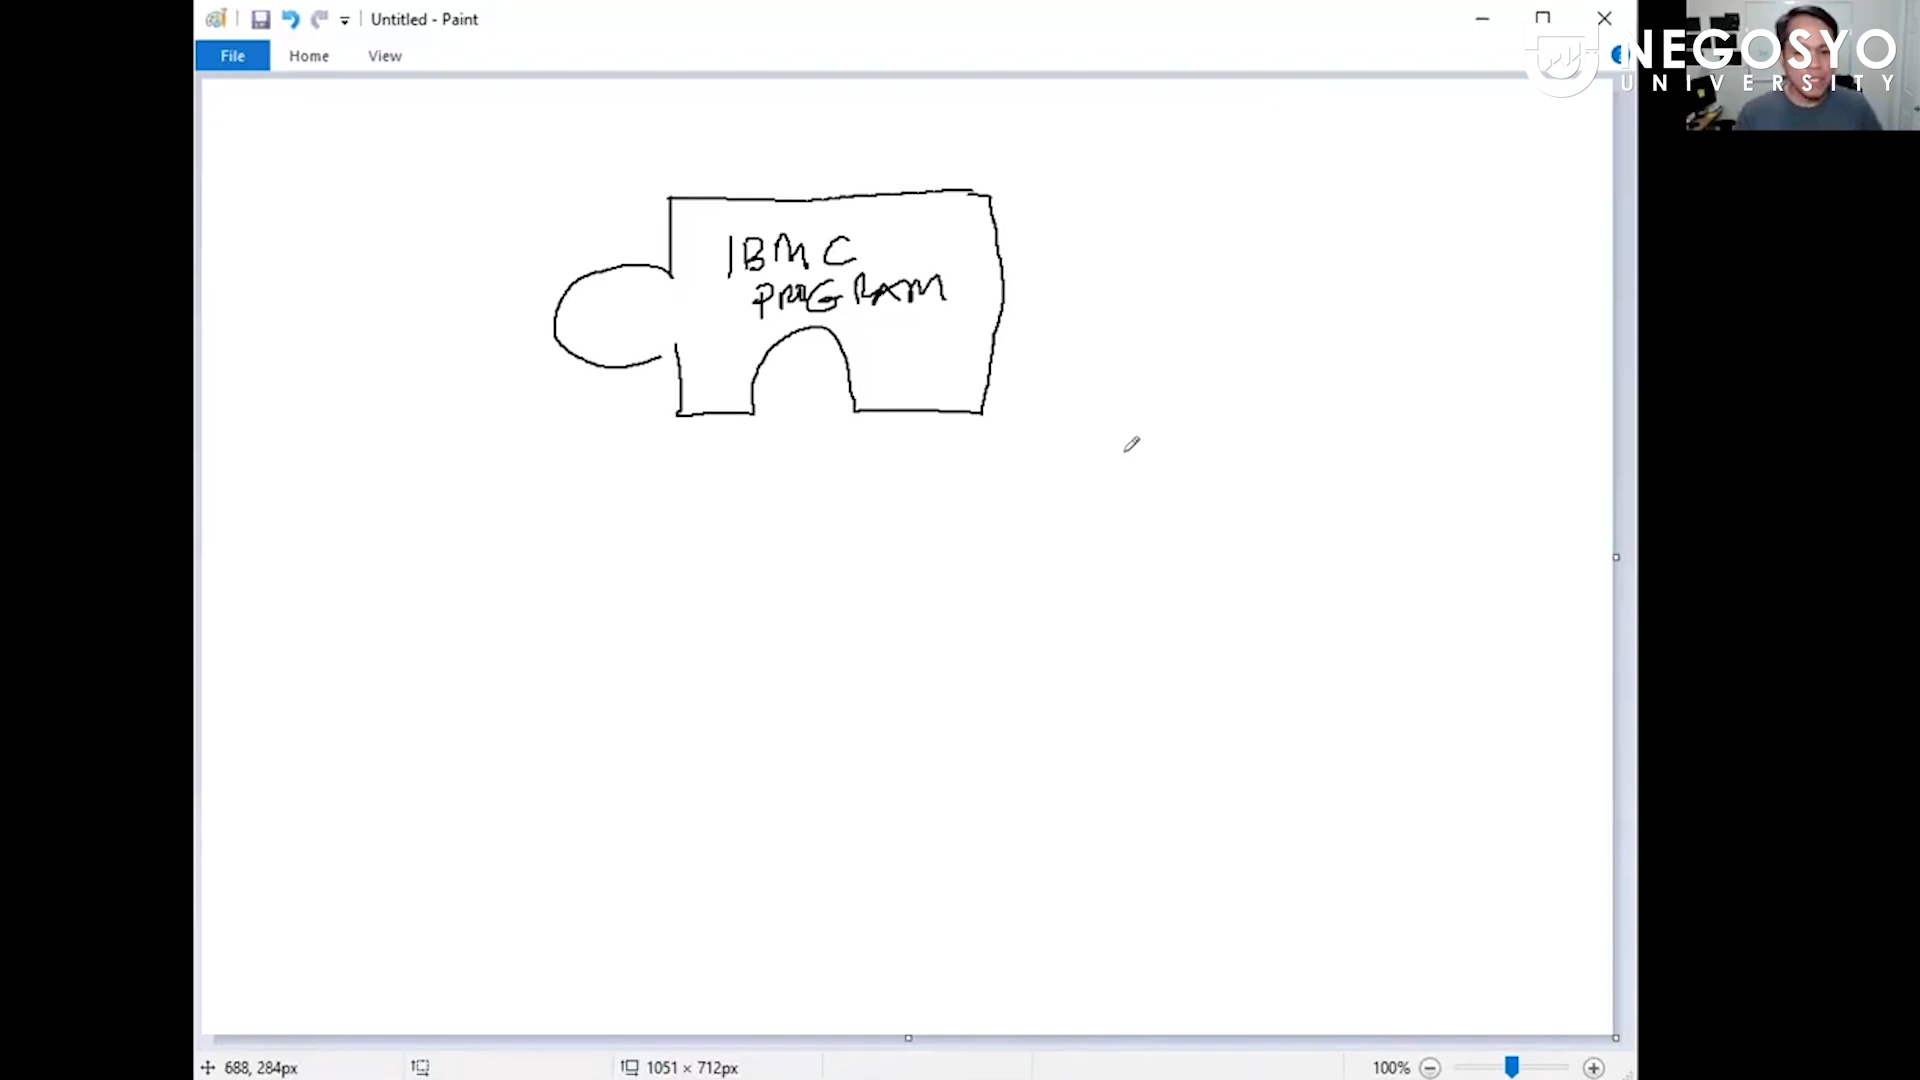 Untitled - Paint
File Home View
NEGOSYO
UNIVERSITY
IBMC
PROGRAM
688, 284px
1051 × 712px
100%